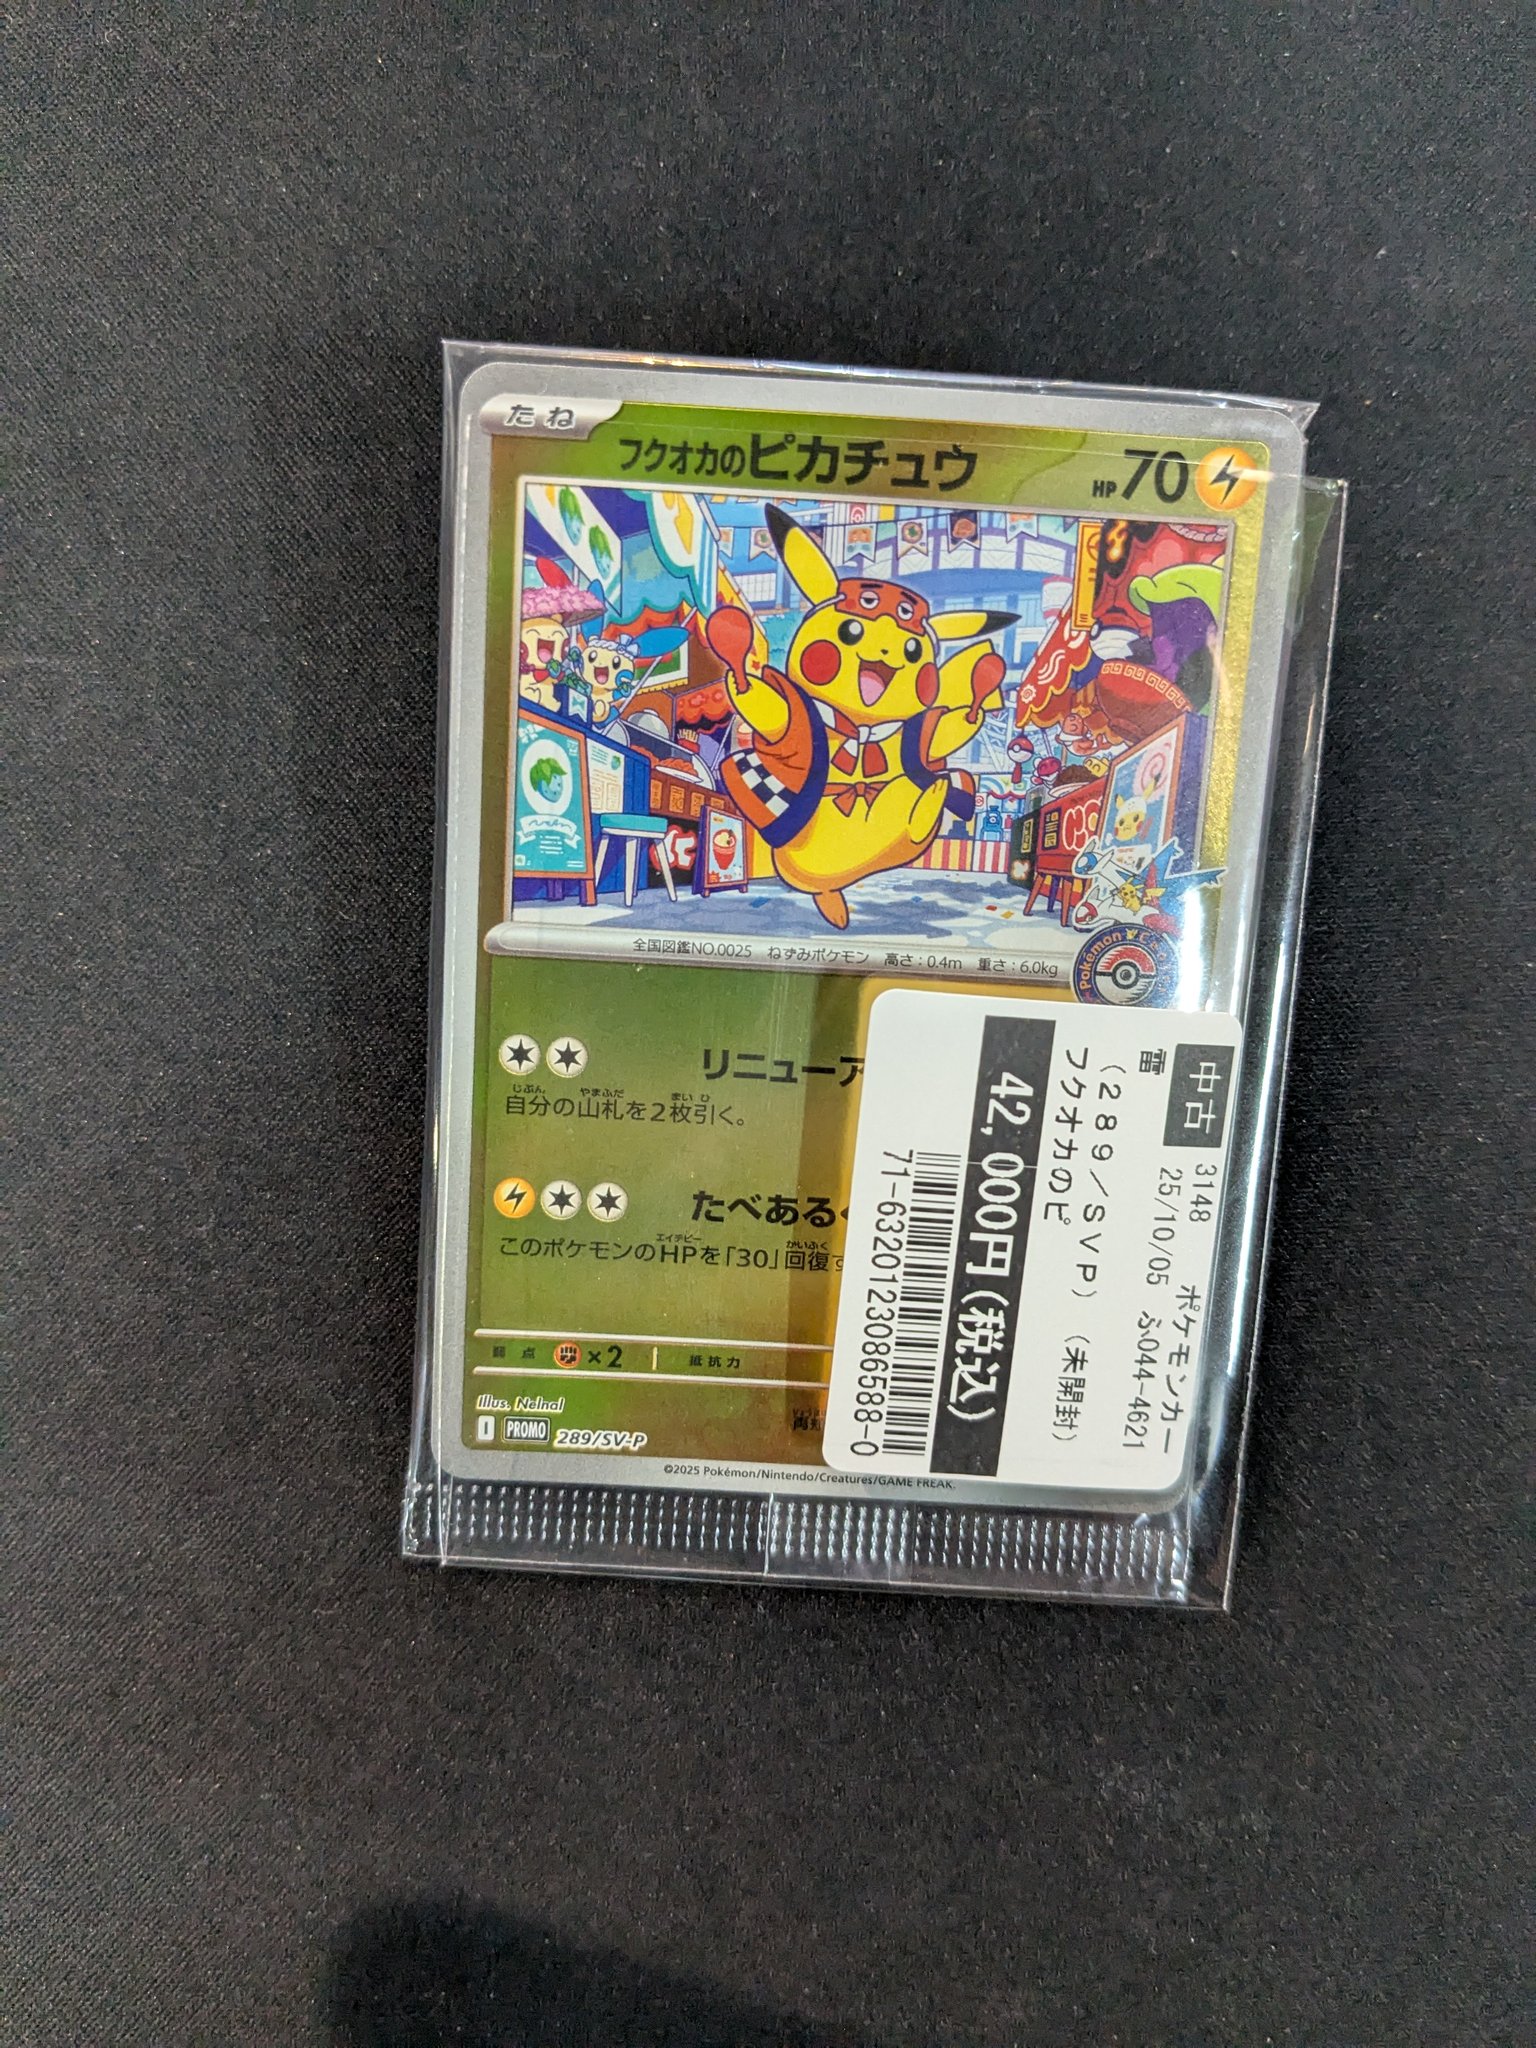 たね
フクオカのピカチュウ
HP 70
全国図鑑NO.0025 ねずみポケモン 高さ:0.4m 重さ:6.0kg
Pokémon
リニューア
自分の山札を2枚引く。
たべある
このポケモンのHPを「30」回復す
弱点 ×2 抵抗力
Illus. Nelnal
I PROMO 289/SV-P
©2025 Pokémon/Nintendo/Creatures/GAME FREAK.
中古 3148 ポケモンカー
25/10/05 ふ044-4621
雷
(289/SVP) (未開封)
フクオカのピ
42,000円(税込)
71-6320123086588-0